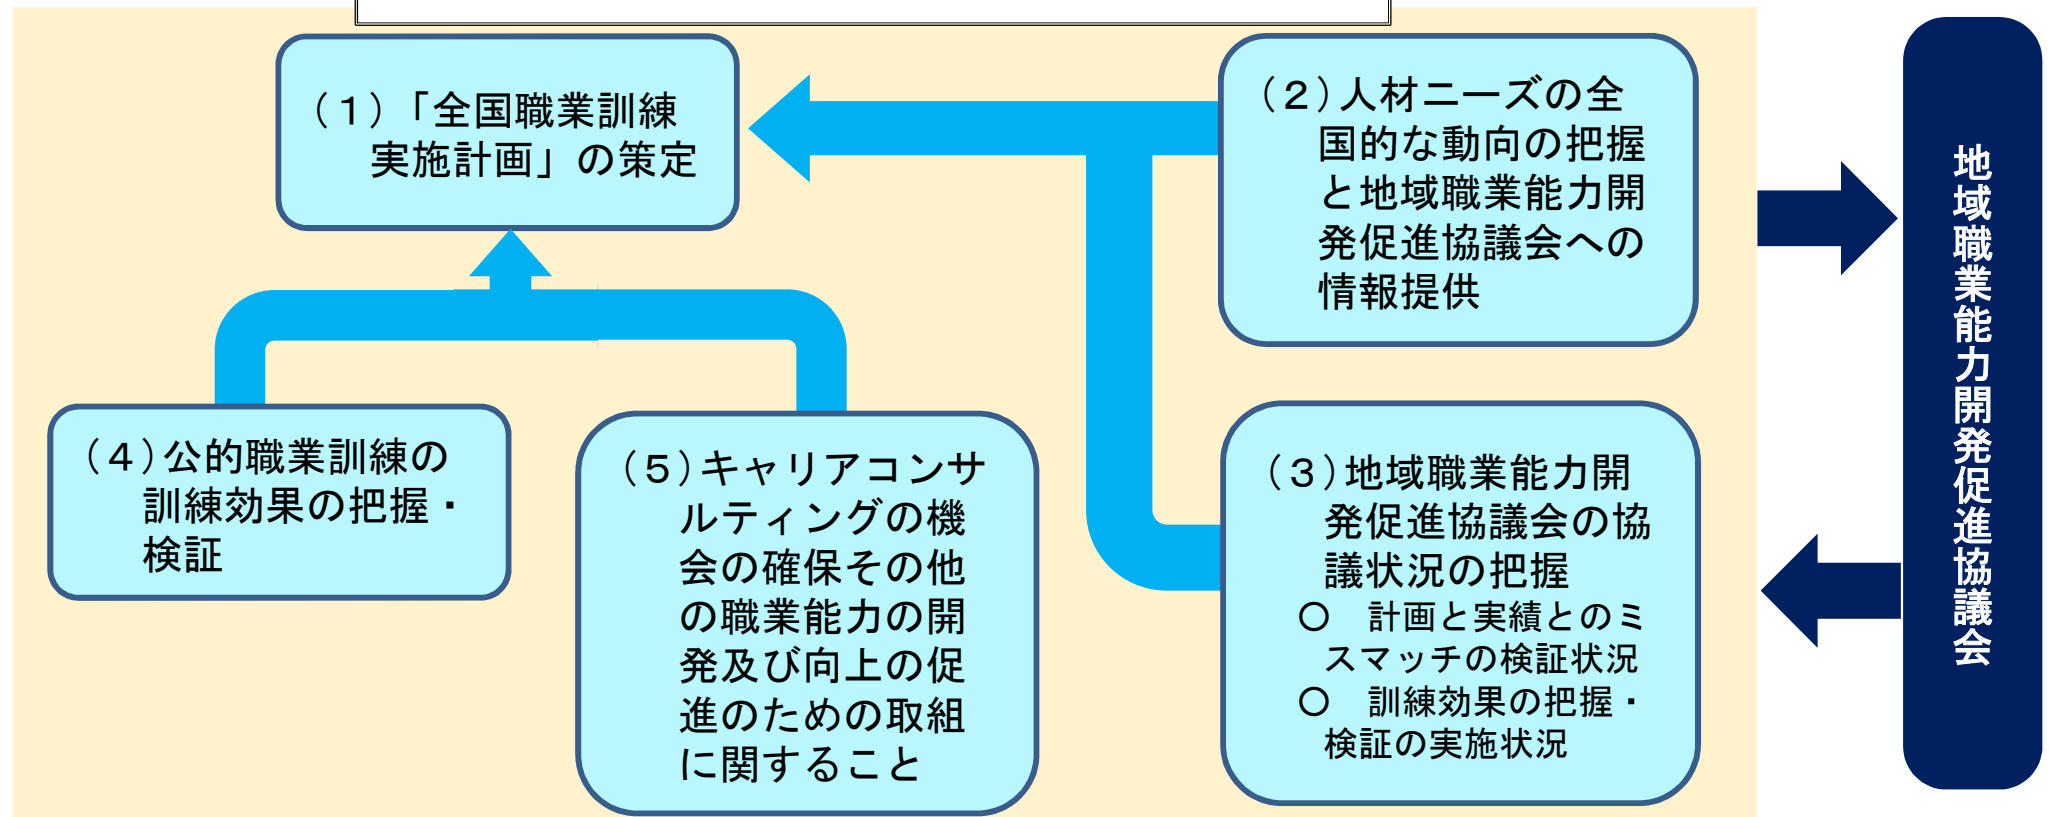 （１）「全国職業訓練
実施計画」の策定
（２）人材ニーズの全
国的な動向の把握
と地域職業能力開
発促進協議会への
情報提供
（４）公的職業訓練の
訓練効果の把握・
検証
（５）キャリアコンサ
ルティングの機
会の確保その他
の職業能力の開
発及び向上の促
進のための取組
に関すること
（３）地域職業能力開
発促進協議会の協
議状況の把握
○　計画と実績とのミ
スマッチの検証状況
○　訓練効果の把握・
検証の実施状況
地域職業能力開発促進協議会